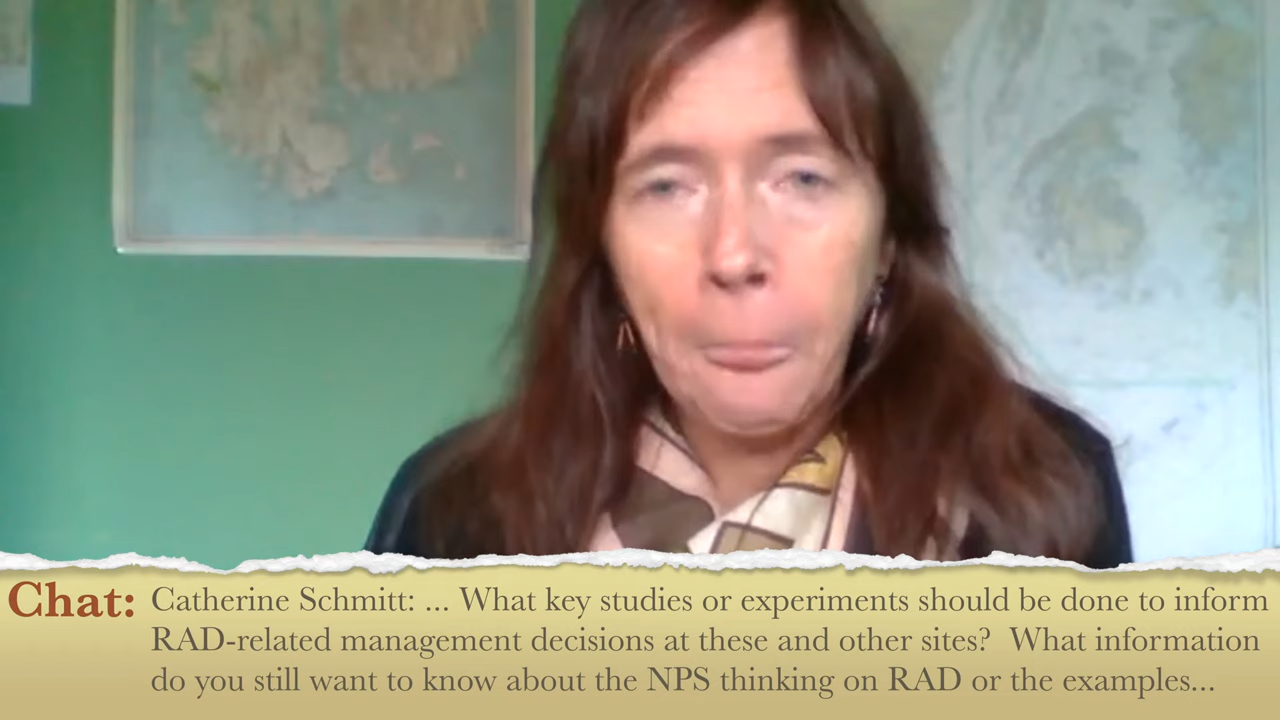 Chat: Catherine Schmitt: ... What key studies or experiments should be done to inform
RAD-related management decisions at these and other sites?  What information
do you still want to know about the NPS thinking on RAD or the examples...